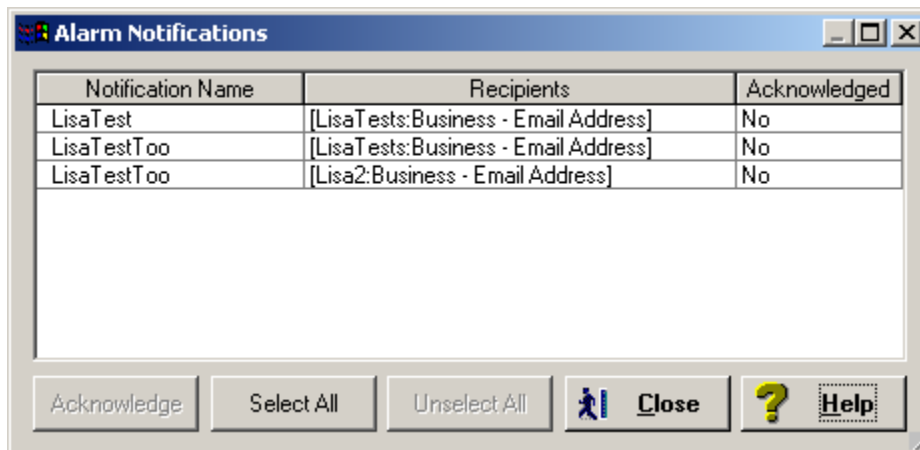 Alarm Notifications
Notification Name Recipients Acknowledged
LisaTest [LisaTests:Business - Email Address] No
LisaTestToo [LisaTests:Business - Email Address] No
LisaTestToo [Lisa2:Business - Email Address] No
Acknowledge Select All Unselect All Close Help